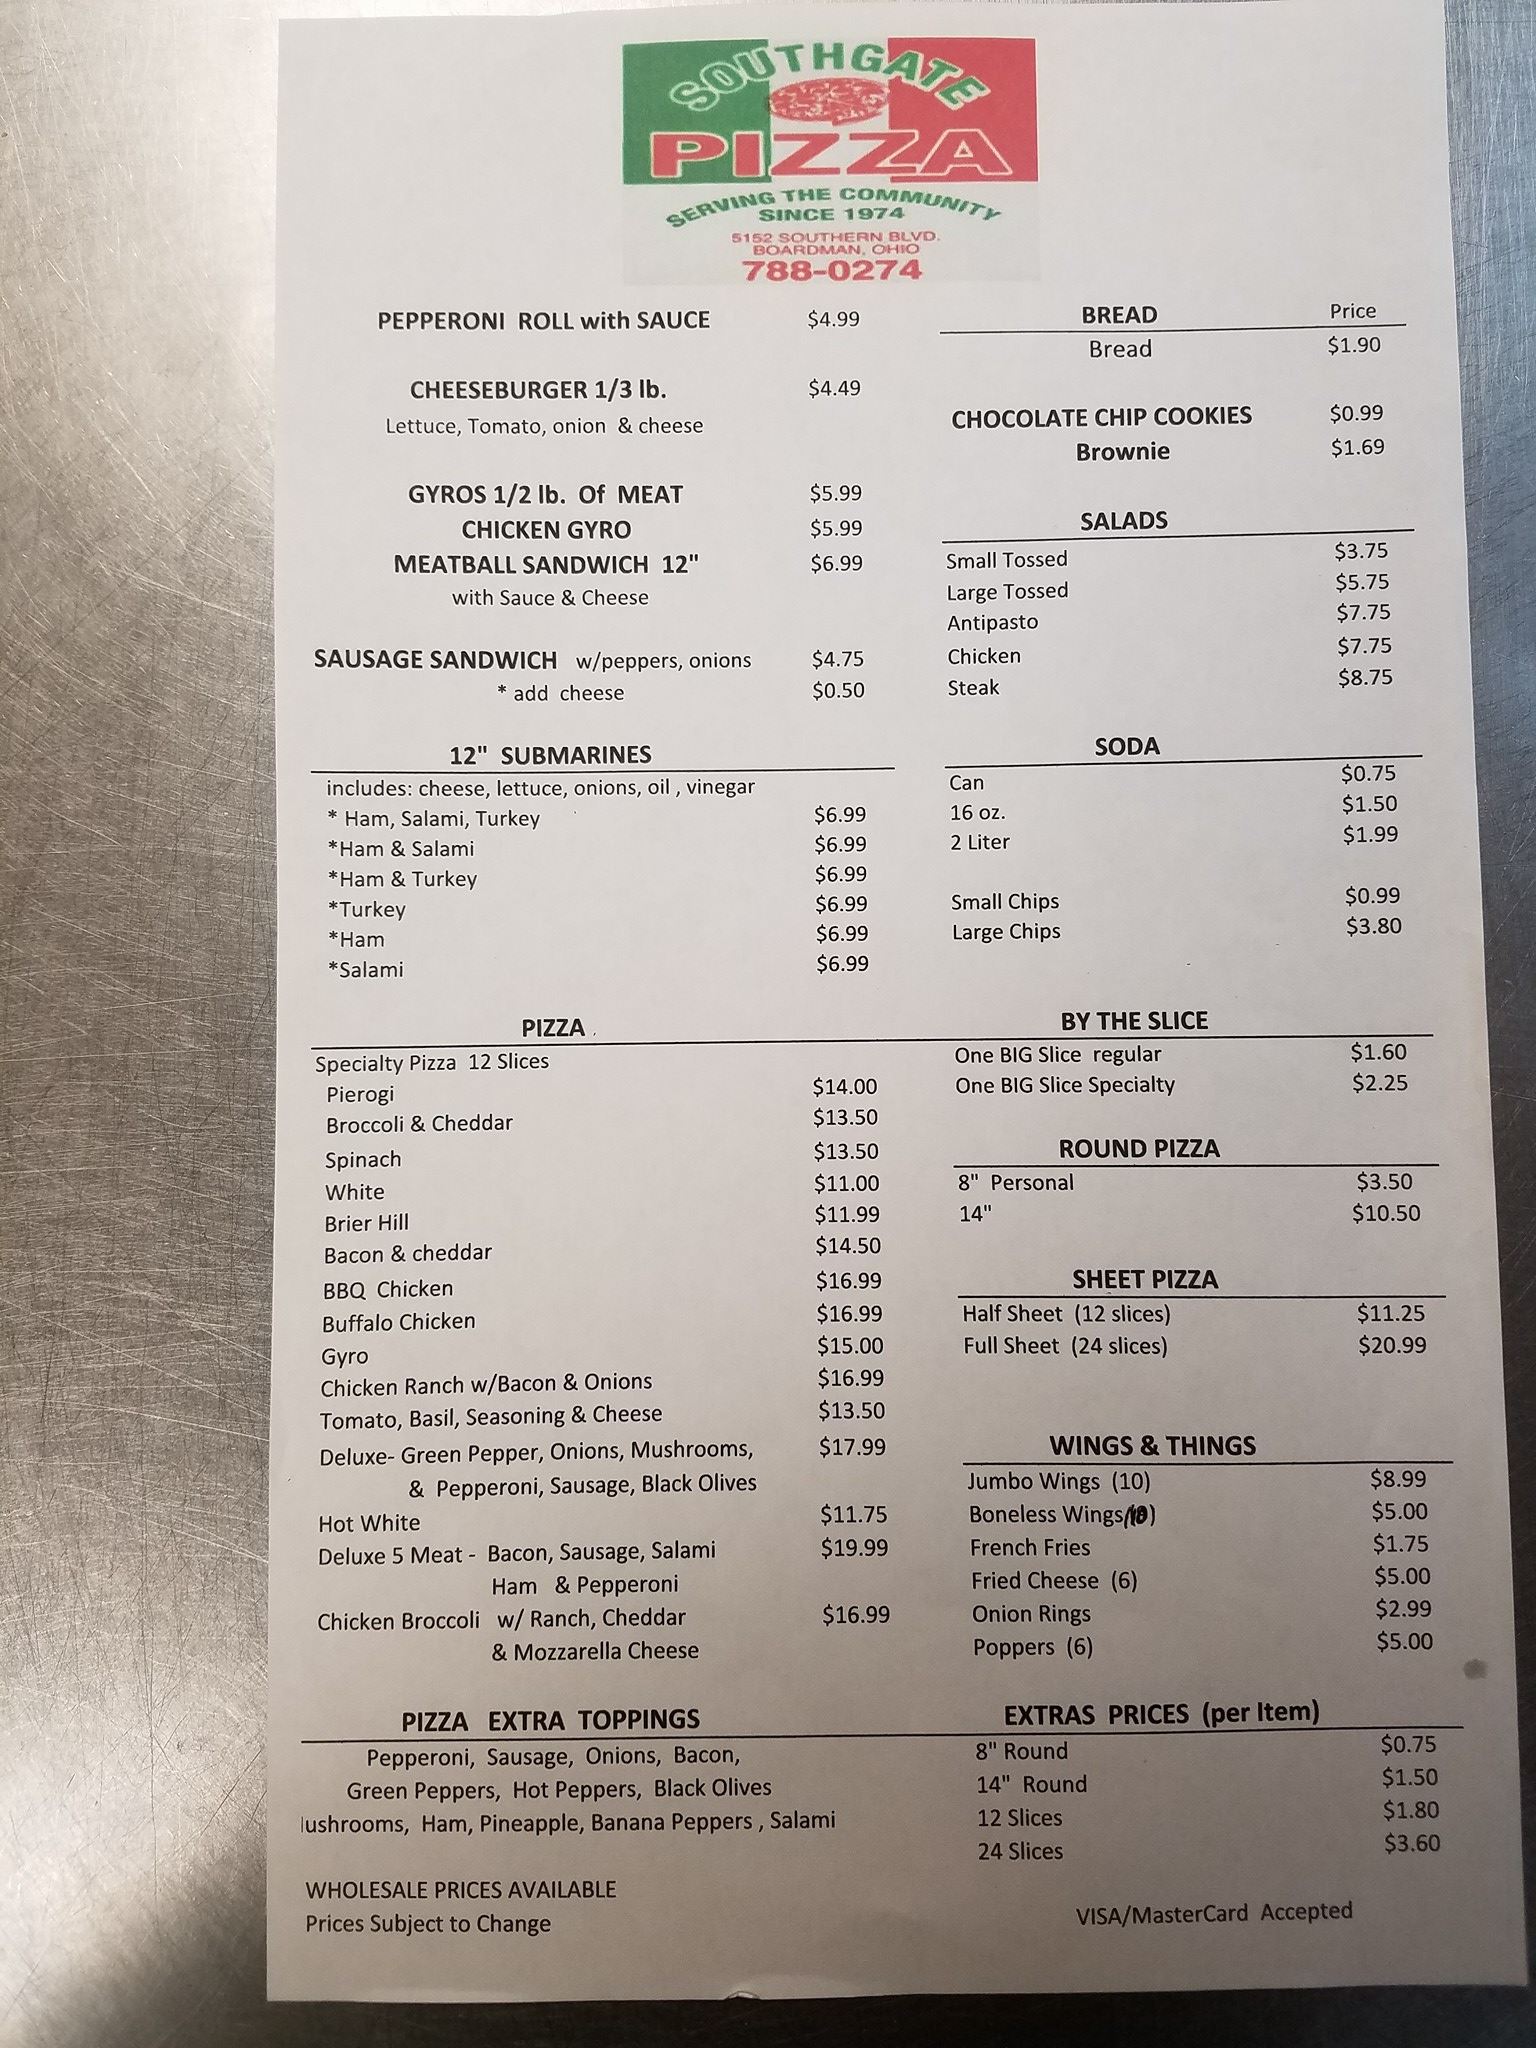 SOUTHGATE
PIZZA
SERVING THE COMMUNITY
SINCE 1974
5152 SOUTHERN BLVD.
BOARDMAN, OHIO
788-0274
PEPPERONI ROLL with SAUCE $4.99
CHEESEBURGER 1/3 lb. $4.49
Lettuce, Tomato, onion & cheese
GYROS 1/2 lb. Of MEAT $5.99
CHICKEN GYRO $5.99
MEATBALL SANDWICH 12" $6.99
with Sauce & Cheese
SAUSAGE SANDWICH w/peppers, onions $4.75
* add cheese $0.50
12" SUBMARINES
includes: cheese, lettuce, onions, oil , vinegar
* Ham, Salami, Turkey $6.99
*Ham & Salami $6.99
*Ham & Turkey $6.99
*Turkey $6.99
*Ham $6.99
*Salami $6.99
BREAD Price
Bread $1.90
CHOCOLATE CHIP COOKIES $0.99
Brownie $1.69
SALADS
Small Tossed $3.75
Large Tossed $5.75
Antipasto $7.75
Chicken $7.75
Steak $8.75
SODA
Can $0.75
16 oz. $1.50
2 Liter $1.99
Small Chips $0.99
Large Chips $3.80
PIZZA
Specialty Pizza 12 Slices
Pierogi $14.00
Broccoli & Cheddar $13.50
Spinach $13.50
White $11.00
Brier Hill $11.99
Bacon & cheddar $14.50
BBQ Chicken $16.99
Buffalo Chicken $16.99
Gyro $15.00
Chicken Ranch w/Bacon & Onions $16.99
Tomato, Basil, Seasoning & Cheese $13.50
Deluxe- Green Pepper, Onions, Mushrooms, $17.99
& Pepperoni, Sausage, Black Olives
Hot White $11.75
Deluxe 5 Meat - Bacon, Sausage, Salami $19.99
Ham & Pepperoni
Chicken Broccoli w/ Ranch, Cheddar $16.99
& Mozzarella Cheese
BY THE SLICE
One BIG Slice regular $1.60
One BIG Slice Specialty $2.25
ROUND PIZZA
8" Personal $3.50
14" $10.50
SHEET PIZZA
Half Sheet (12 slices) $11.25
Full Sheet (24 slices) $20.99
WINGS & THINGS
Jumbo Wings (10) $8.99
Boneless Wings (10) $5.00
French Fries $1.75
Fried Cheese (6) $5.00
Onion Rings $2.99
Poppers (6) $5.00
PIZZA EXTRA TOPPINGS
Pepperoni, Sausage, Onions, Bacon,
Green Peppers, Hot Peppers, Black Olives
ushrooms, Ham, Pineapple, Banana Peppers , Salami
EXTRAS PRICES (per Item)
8" Round $0.75
14" Round $1.50
12 Slices $1.80
24 Slices $3.60
WHOLESALE PRICES AVAILABLE
Prices Subject to Change
VISA/MasterCard Accepted